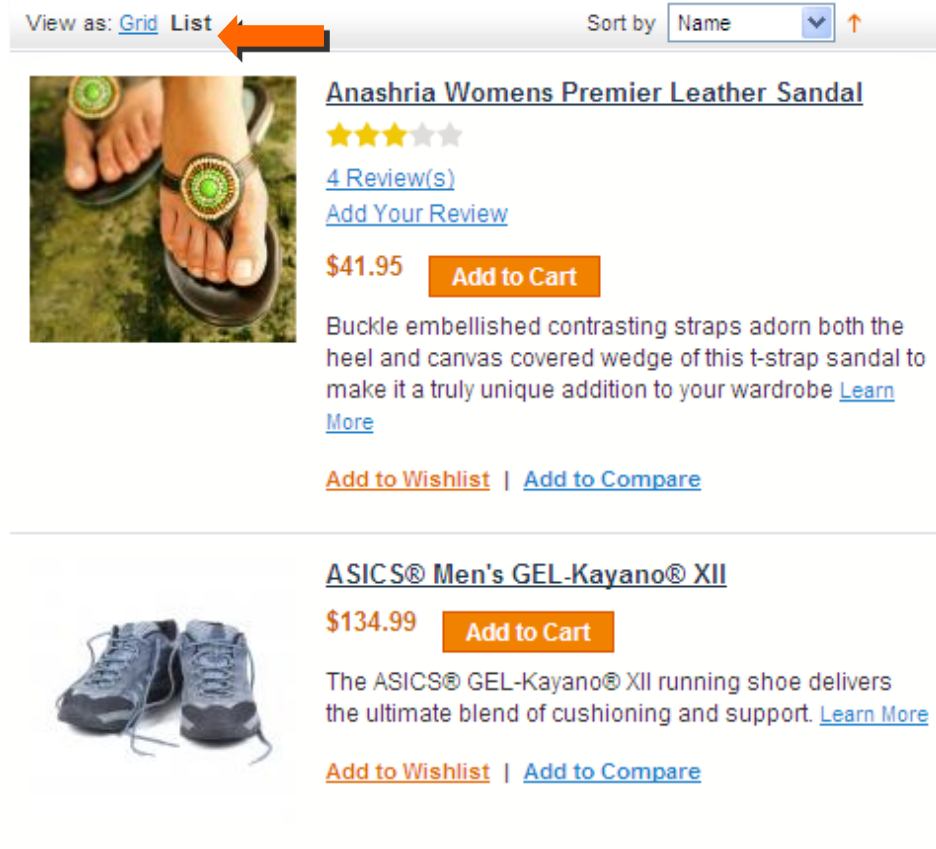 View as: Grid List
Sort by Name
Anashria Womens Premier Leather Sandal
4 Review(s)
Add Your Review
$41.95 Add to Cart
Buckle embellished contrasting straps adorn both the
heel and canvas covered wedge of this t-strap sandal to
make it a truly unique addition to your wardrobe Learn
More
Add to Wishlist | Add to Compare
ASICS® Men's GEL-Kayano® XII
$134.99 Add to Cart
The ASICS® GEL-Kayano® XII running shoe delivers
the ultimate blend of cushioning and support. Learn More
Add to Wishlist | Add to Compare